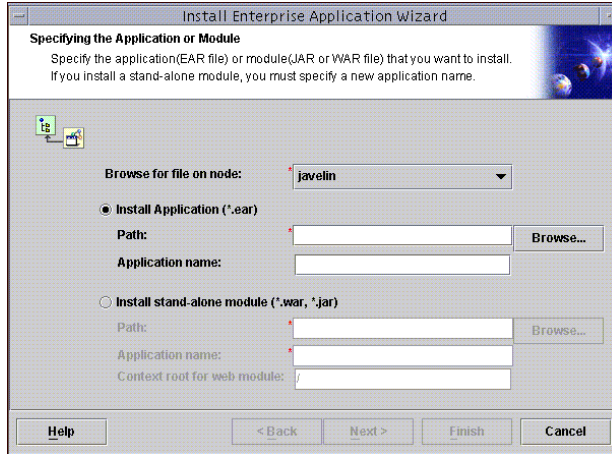 Install Enterprise Application Wizard
Specifying the Application or Module
Specify the application(EAR file) or module(JAR or WAR file) that you want to install.
If you install a stand-alone module, you must specify a new application name.
Browse for file on node: * javelin
Install Application (*.ear)
Path: * Browse...
Application name:
Install stand-alone module (*.war, *.jar)
Path: * Browse...
Application name: *
Context root for web module: /
Help < Back Next > Finish Cancel